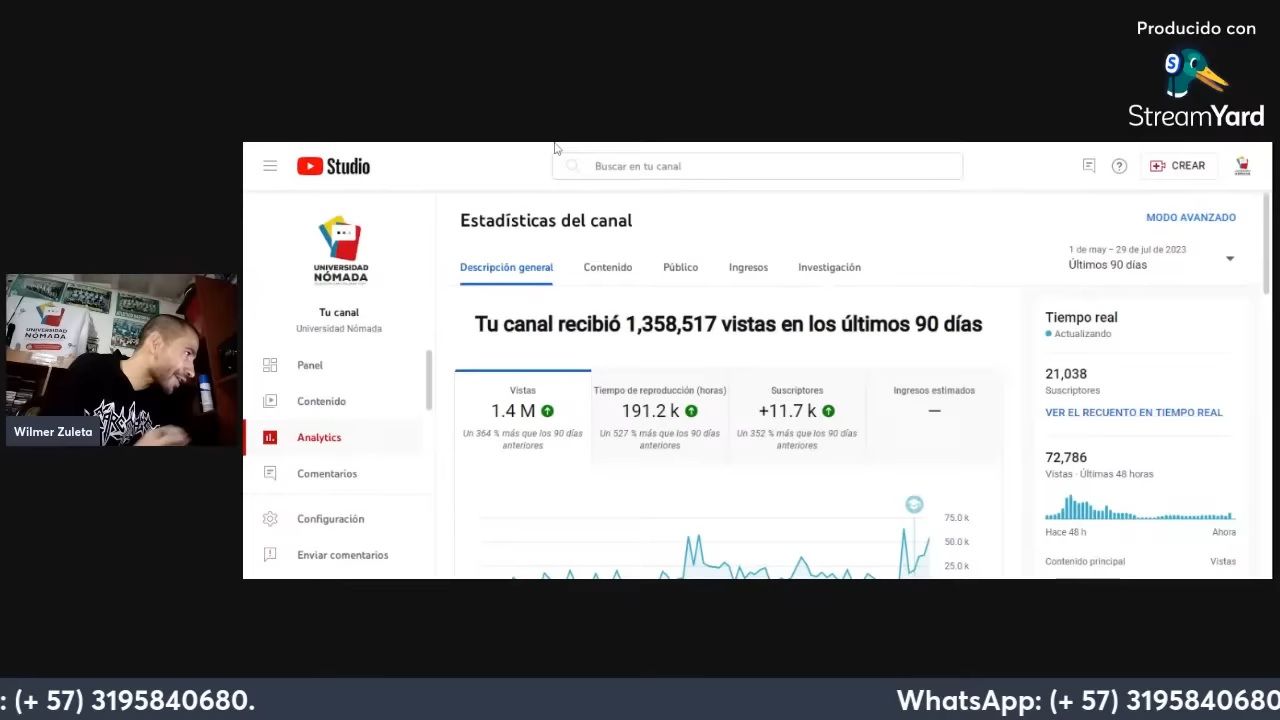 Producido con
S
StreamYard
Studio
Buscar en tu canal
CREAR
UNIVERSIDAD
NÓMADA
Tu canal
Universidad Nómada
Panel
Contenido
Analytics
Comentarios
Configuración
Enviar comentarios
Estadísticas del canal
MODO AVANZADO
Descripción general
Contenido
Público
Ingresos
Investigación
1 de may – 29 de jul de 2023
Últimos 90 días
Tu canal recibió 1,358,517 vistas en los últimos 90 días
Vistas
1.4 M
Un 364 % más que los 90 días
anteriores
Tiempo de reproducción (horas)
191.2 k
Un 527 % más que los 90 días
anteriores
Suscriptores
+11.7 k
Un 352 % más que los 90 días
anteriores
Ingresos estimados
—
75.0 k
50.0 k
25.0 k
Tiempo real
Actualizando
21,038
Suscriptores
VER EL RECUENTO EN TIEMPO REAL
72,786
Vistas · Últimas 48 horas
Hace 48 h
Ahora
Contenido principal
Vistas
UNIVERSIDAD
NÓMADA
Wilmer Zuleta
: (+ 57) 3195840680.
WhatsApp: (+ 57) 3195840680